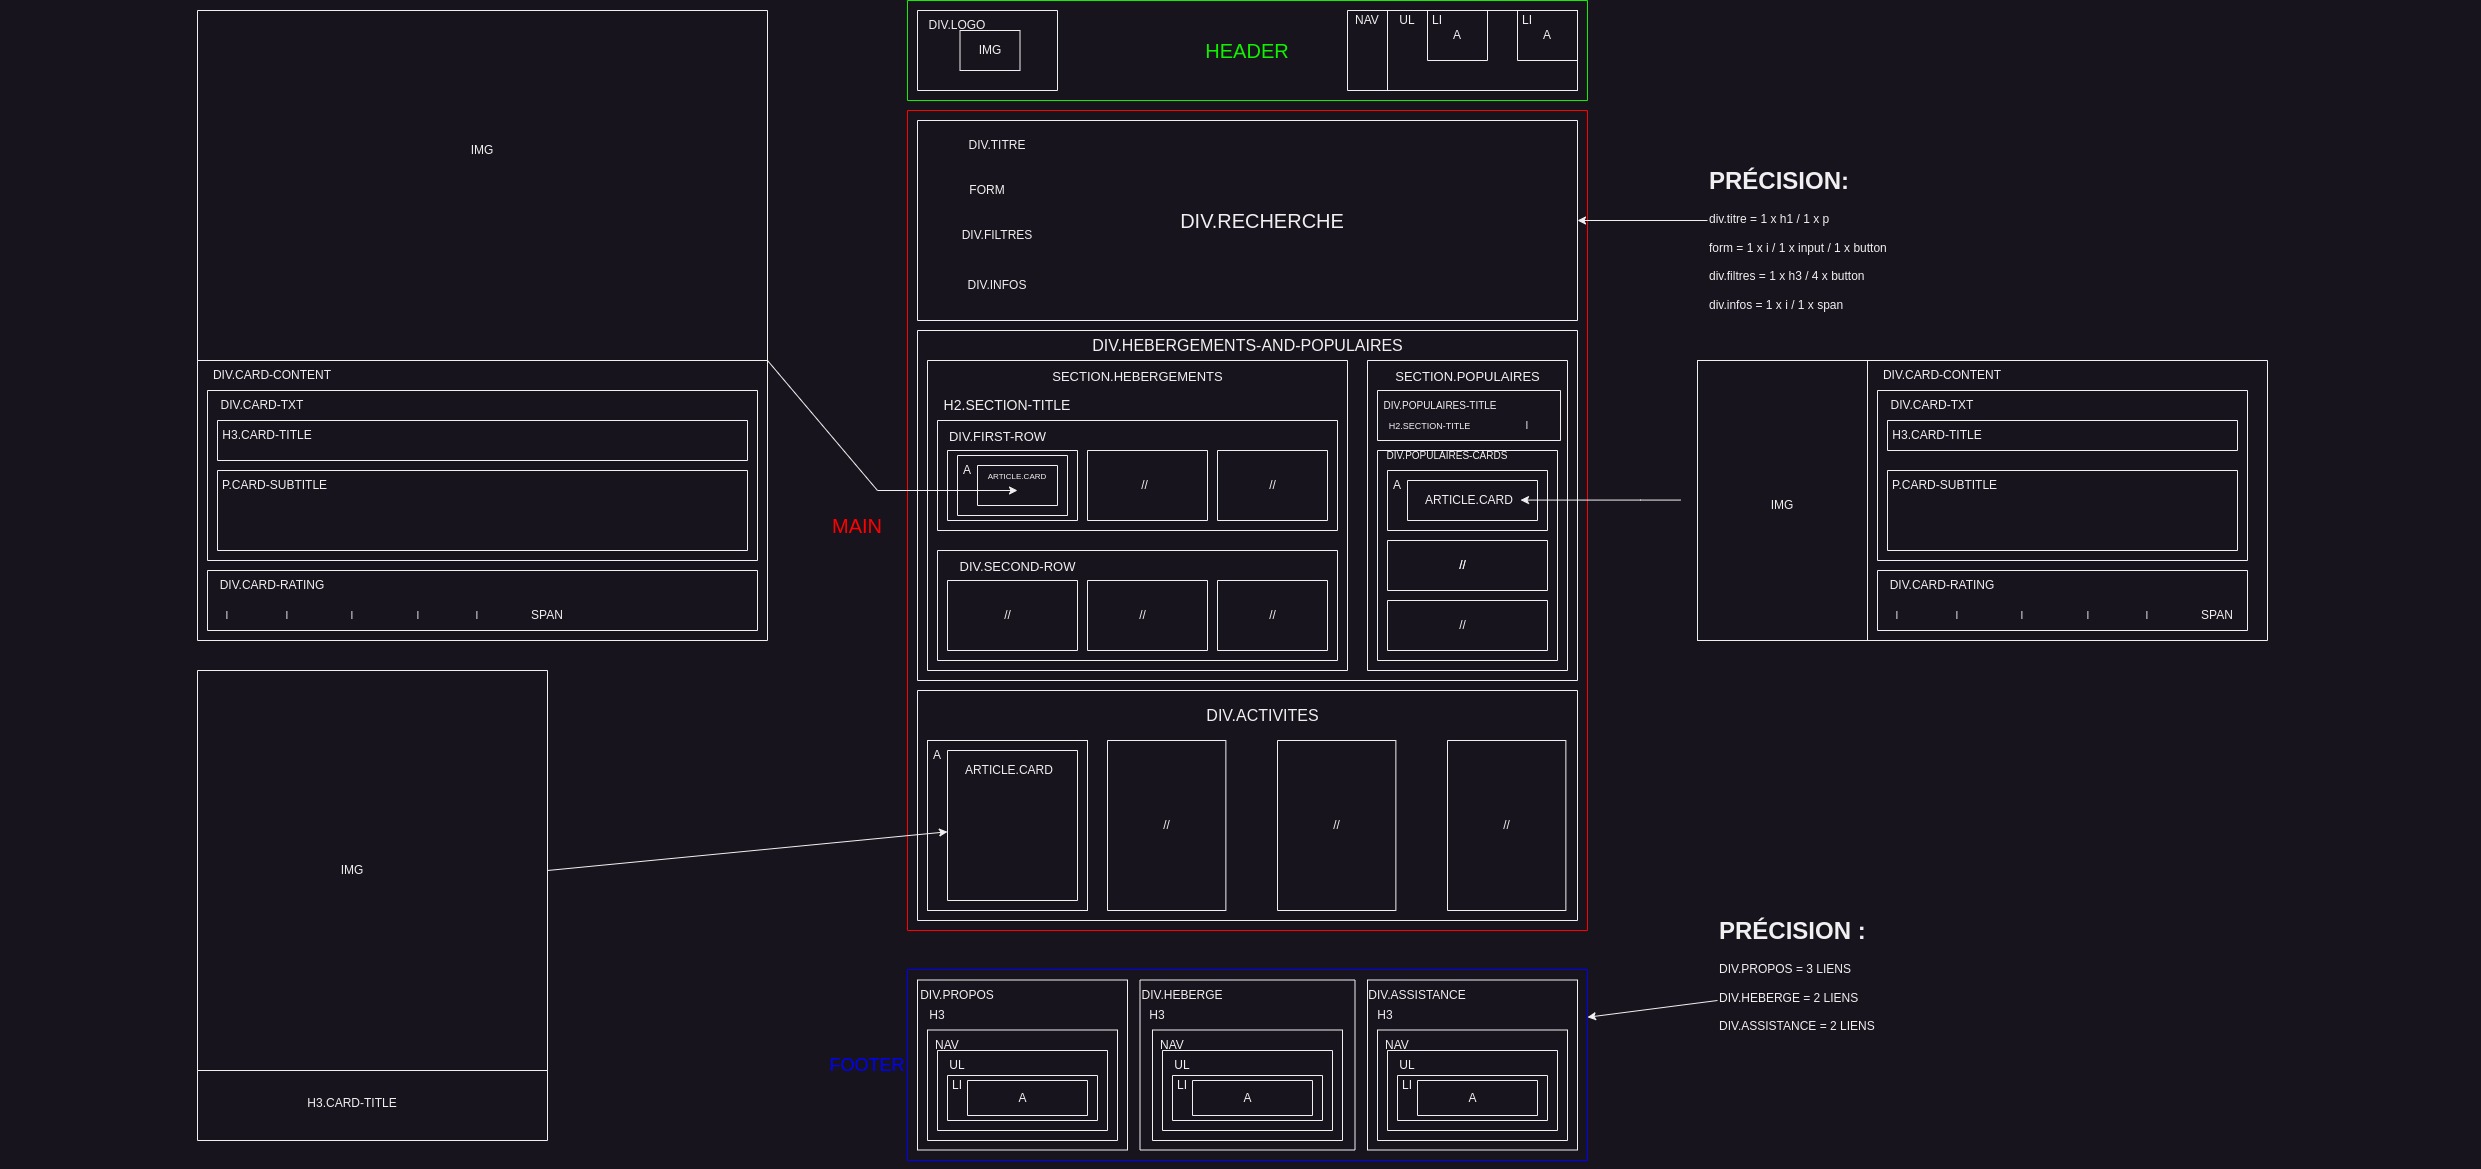 DIV.LOGO
IMG
HEADER
NAV
UL
LI
A
LI
A
IMG
DIV.CARD-CONTENT
DIV.CARD-TXT
H3.CARD-TITLE
P.CARD-SUBTITLE
DIV.CARD-RATING
I I I I I SPAN
DIV.TITRE
FORM
DIV.RECHERCHE
DIV.FILTRES
DIV.INFOS
PRÉCISION:
div.titre = 1 x h1 / 1 x p
form = 1 x i / 1 x input / 1 x button
div.filtres = 1 x h3 / 4 x button
div.infos = 1 x i / 1 x span
MAIN
DIV.HEBERGEMENTS-AND-POPULAIRES
SECTION.HEBERGEMENTS
H2.SECTION-TITLE
DIV.FIRST-ROW
A
ARTICLE.CARD
//
//
DIV.SECOND-ROW
//
//
//
SECTION.POPULAIRES
DIV.POPULAIRES-TITLE
H2.SECTION-TITLE I
DIV.POPULAIRES-CARDS
A
ARTICLE.CARD
//
//
IMG
DIV.CARD-CONTENT
DIV.CARD-TXT
H3.CARD-TITLE
P.CARD-SUBTITLE
DIV.CARD-RATING
I I I I I SPAN
IMG
H3.CARD-TITLE
DIV.ACTIVITES
A
ARTICLE.CARD
//
//
//
PRÉCISION :
DIV.PROPOS = 3 LIENS
DIV.HEBERGE = 2 LIENS
DIV.ASSISTANCE = 2 LIENS
FOOTER
DIV.PROPOS
H3
NAV
UL
LI
A
DIV.HEBERGE
H3
NAV
UL
LI
A
DIV.ASSISTANCE
H3
NAV
UL
LI
A